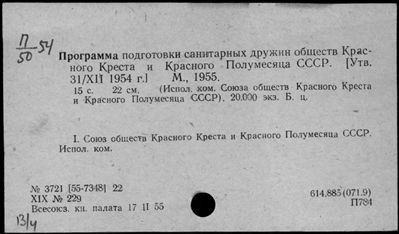 П/50 54
Программа подготовки санитарных дружин обществ Крас-
ного Креста и Красного Полумесяца СССР. [Утв.
31/XII 1954 г.] М., 1955.
15 с. 22 см. (Испол. ком. Союза обществ Красного Креста
и Красного Полумесяца СССР). 20.000 экз. Б. ц.
I. Союз обществ Красного Креста и Красного Полумесяца СССР.
Испол. ком.
№ 3721 [55-7348] 22
XIX № 229
Всесоюз. кн. палата 17 II 55
614.885(071.9)
П784
В/ч